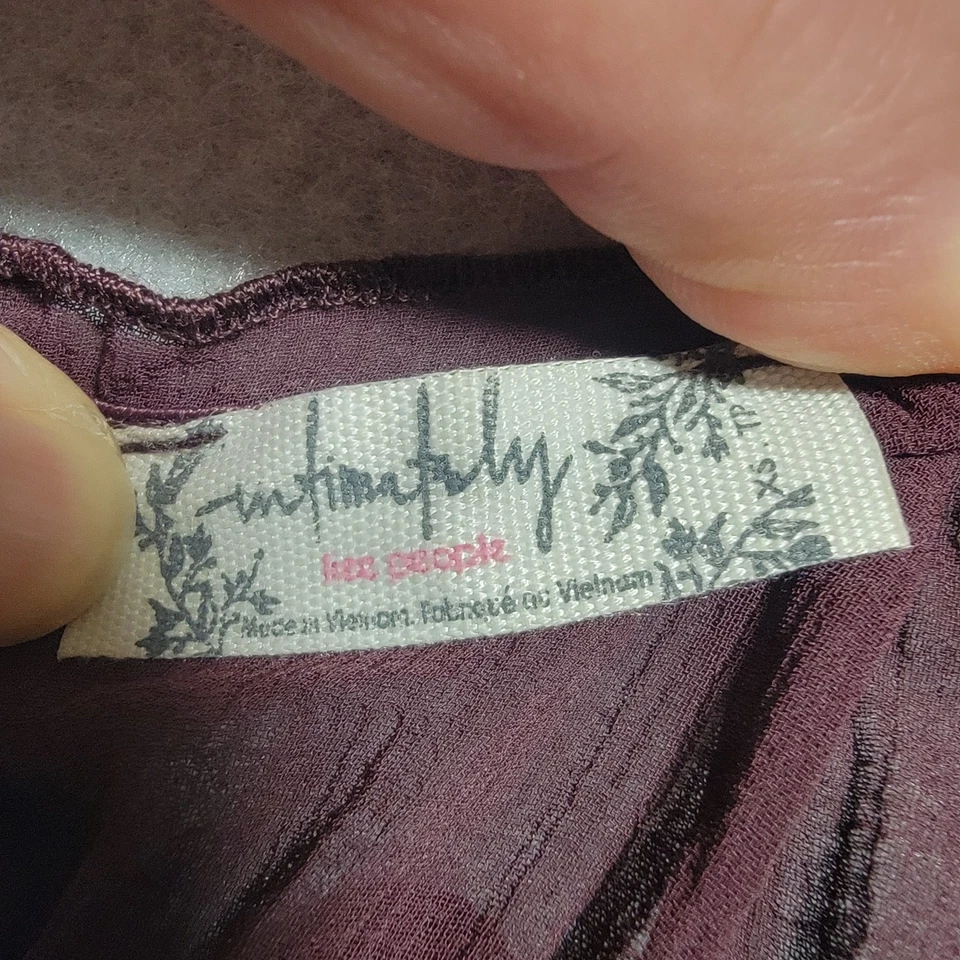 intimately
free people
Made in Vietnam. Fabriqué au Vietnam
XS . TP